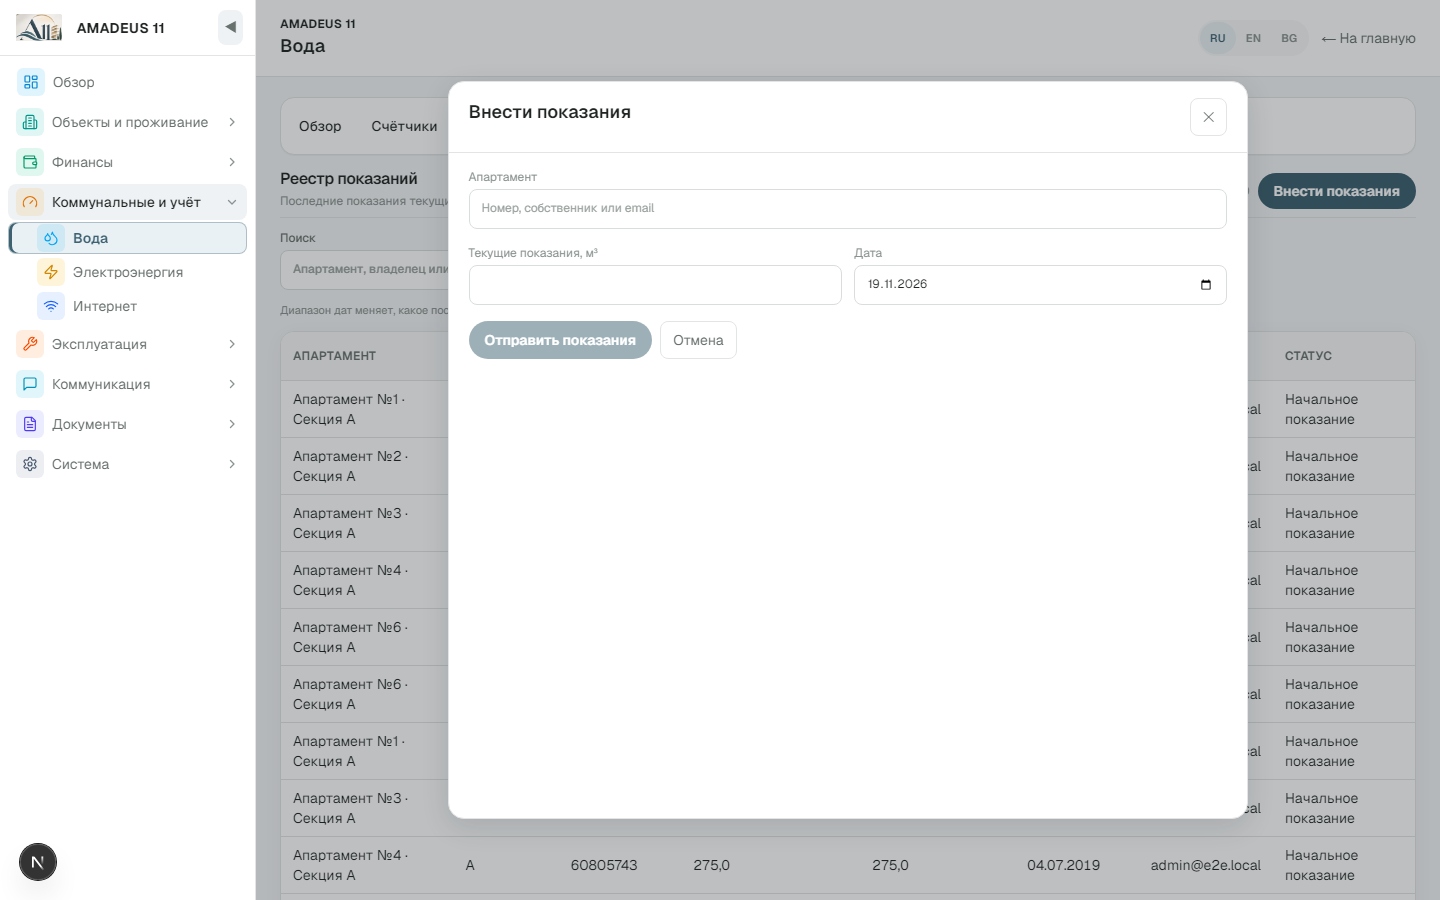 AMADEUS 11
Обзор
Объекты и проживание
Финансы
Коммунальные и учёт
Вода
Электроэнергия
Интернет
Эксплуатация
Коммуникация
Документы
Система
AMADEUS 11
Вода
RU EN BG ← На главную
Обзор Счётчики
Реестр показаний
Последние показания
Внести показания
Поиск
Апартамент, владелец или
Диапазон дат меняет, какое
АПАРТАМЕНТ СТАТУС
Апартамент №1 ·
Секция A
Начальное
показание
Апартамент №2 ·
Секция A
Начальное
показание
Апартамент №3 ·
Секция A
Начальное
показание
Апартамент №4 ·
Секция A
Начальное
показание
Апартамент №6 ·
Секция A
Начальное
показание
Апартамент №6 ·
Секция A
Начальное
показание
Апартамент №1 ·
Секция A
Начальное
показание
Апартамент №3 ·
Секция A
Начальное
показание
Апартамент №4 ·
Секция A
A 60805743 275,0 275,0 04.07.2019 admin@e2e.local
Начальное
показание
Внести показания
Апартамент
Номер, собственник или email
Текущие показания, м³
Дата
19.11.2026
Отправить показания Отмена